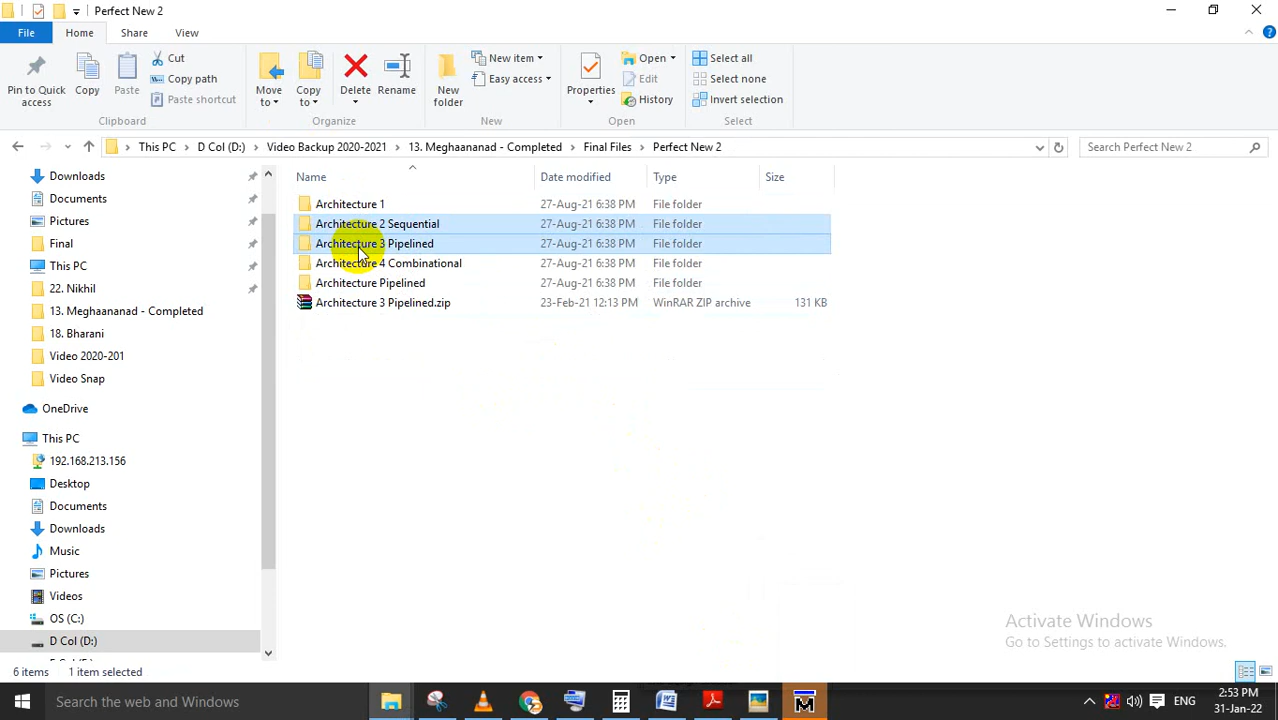 Perfect New 2
File Home Share View
Pin to Quick access
Copy
Paste
Cut
Copy path
Paste shortcut
Move to
Copy to
Delete
Rename
New folder
New item
Easy access
Properties
Open
Edit
History
Select all
Select none
Invert selection
Clipboard Organize New Open Select
This PC D Col (D:) Video Backup 2020-2021 13. Meghaananad - Completed Final Files Perfect New 2
Search Perfect New 2
Name Date modified Type Size
Architecture 1 27-Aug-21 6:38 PM File folder
Architecture 2 Sequential 27-Aug-21 6:38 PM File folder
Architecture 3 Pipelined 27-Aug-21 6:38 PM File folder
Architecture 4 Combinational 27-Aug-21 6:38 PM File folder
Architecture Pipelined 27-Aug-21 6:38 PM File folder
Architecture 3 Pipelined.zip 23-Feb-21 12:13 PM WinRAR ZIP archive 131 KB
Downloads
Documents
Pictures
Final
This PC
22. Nikhil
13. Meghaananad - Completed
18. Bharani
Video 2020-201
Video Snap
OneDrive
This PC
192.168.213.156
Desktop
Documents
Downloads
Music
Pictures
Videos
OS (C:)
D Col (D:)
Activate Windows
Go to Settings to activate Windows.
6 items 1 item selected
Search the web and Windows
ENG
2:53 PM
31-Jan-22